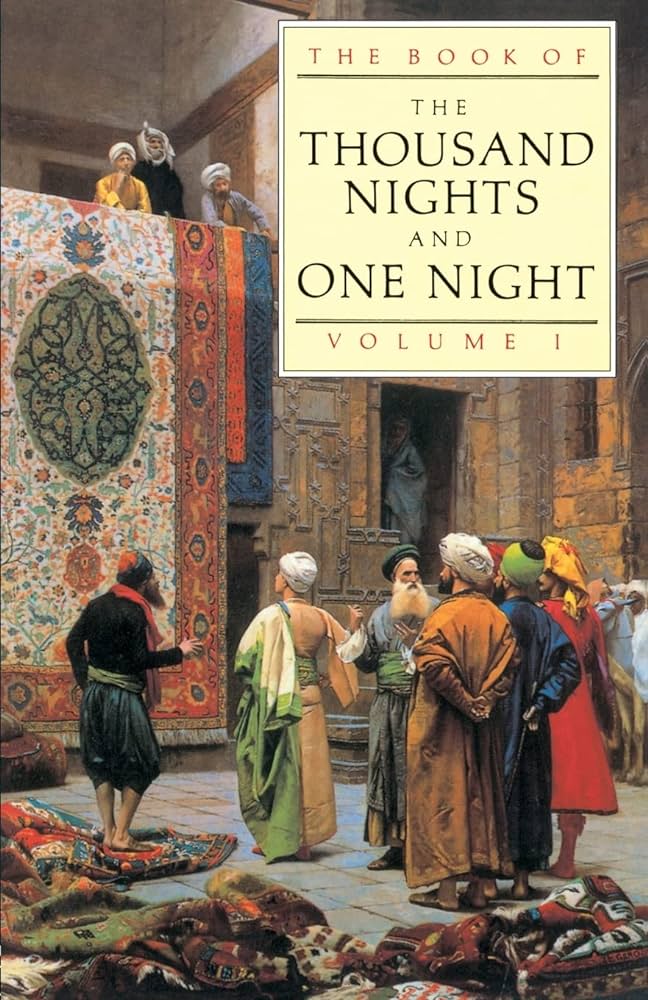 THE BOOK OF
THE
THOUSAND
NIGHTS
AND
ONE NIGHT
VOLUME I